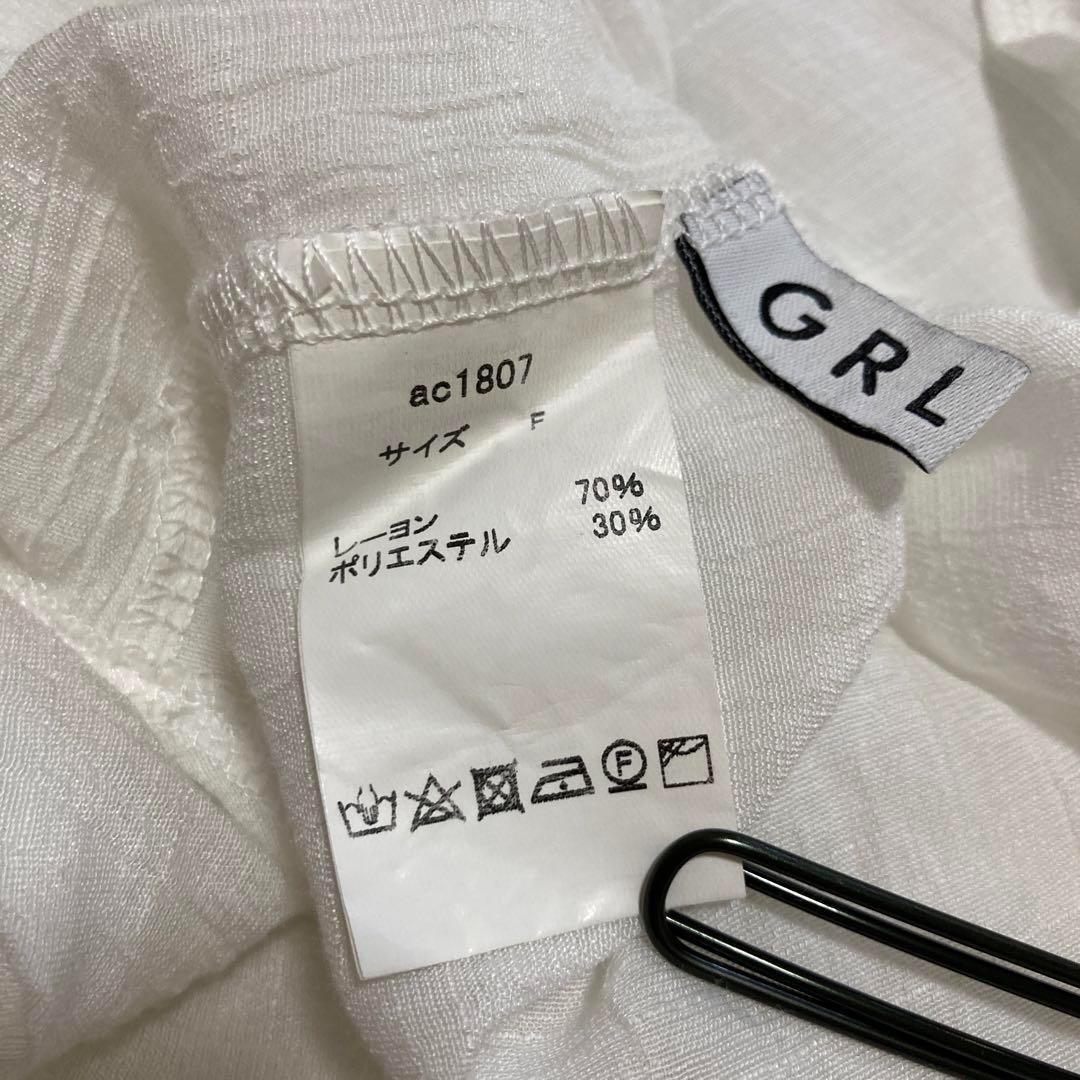 GRL
ac1807
サイズ F
レーヨン 70%
ポリエステル 30%
F